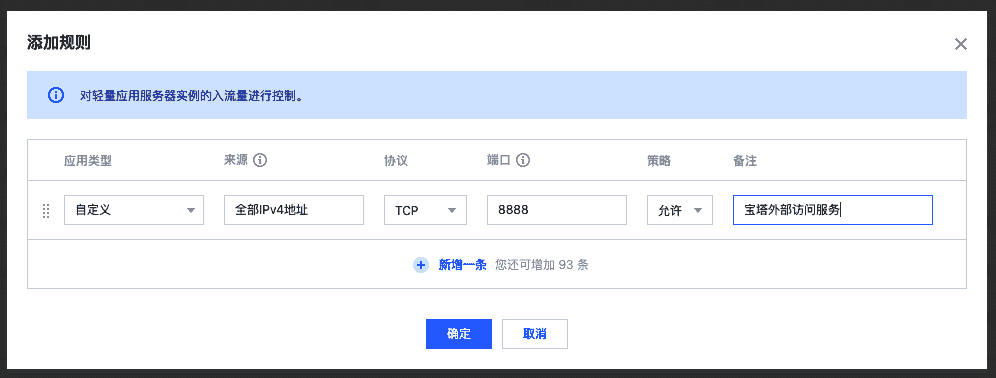 添加规则
对轻量应用服务器实例的入流量进行控制。
应用类型 来源 协议 端口 策略 备注
自定义 全部IPv4地址 TCP 8888 允许 宝塔外部访问服务
新增一条 您还可增加 93 条
确定 取消